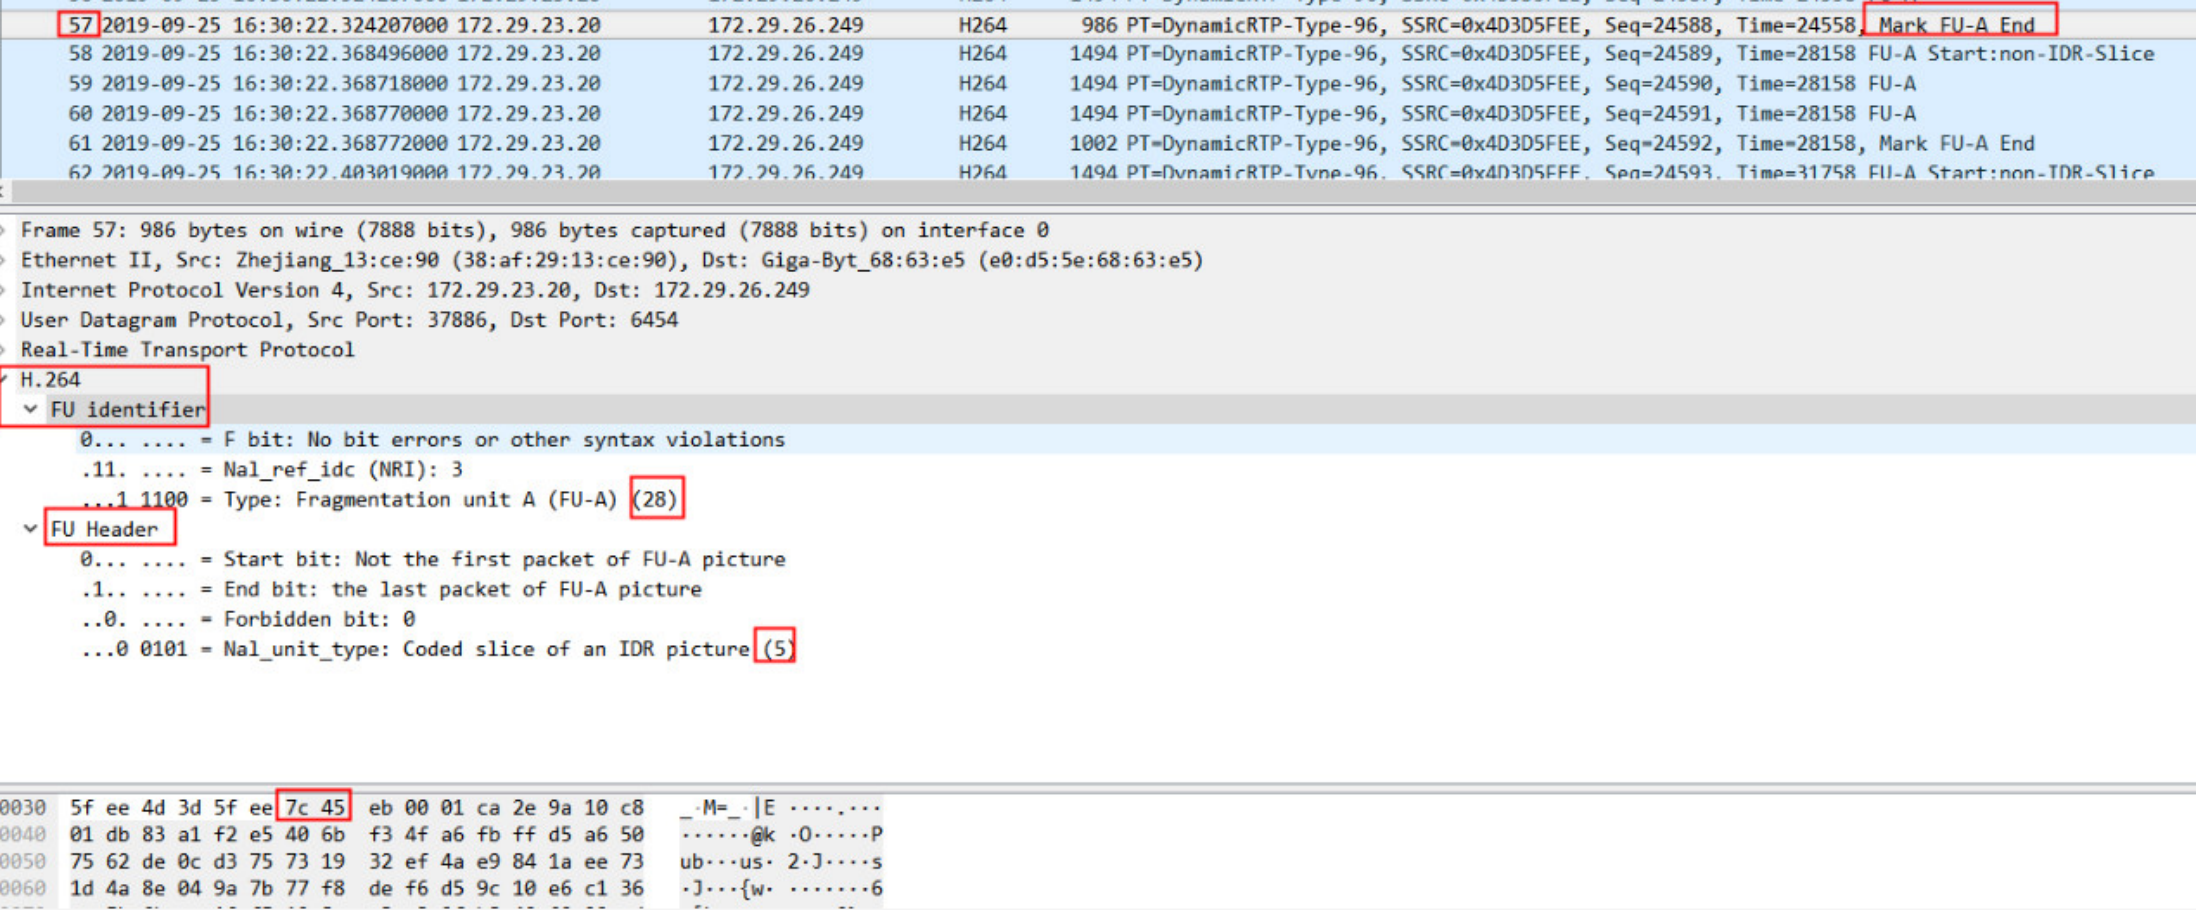 57 2019-09-25 16:30:22.324207000 172.29.23.20 172.29.26.249 H264 986 PT=DynamicRTP-Type-96, SSRC=0x4D3D5FEE, Seq=24588, Time=24558, Mark FU-A End
58 2019-09-25 16:30:22.368496000 172.29.23.20 172.29.26.249 H264 1494 PT=DynamicRTP-Type-96, SSRC=0x4D3D5FEE, Seq=24589, Time=28158 FU-A Start:non-IDR-Slice
59 2019-09-25 16:30:22.368718000 172.29.23.20 172.29.26.249 H264 1494 PT=DynamicRTP-Type-96, SSRC=0x4D3D5FEE, Seq=24590, Time=28158 FU-A
60 2019-09-25 16:30:22.368770000 172.29.23.20 172.29.26.249 H264 1494 PT=DynamicRTP-Type-96, SSRC=0x4D3D5FEE, Seq=24591, Time=28158 FU-A
61 2019-09-25 16:30:22.368772000 172.29.23.20 172.29.26.249 H264 1002 PT=DynamicRTP-Type-96, SSRC=0x4D3D5FEE, Seq=24592, Time=28158, Mark FU-A End
62 2019-09-25 16:30:22.403019000 172.29.23.20 172.29.26.249 H264 1494 PT=DynamicRTP-Type-96, SSRC=0x4D3D5FEE, Seq=24593, Time=31758 FU-A Start:non-IDR-Slice
Frame 57: 986 bytes on wire (7888 bits), 986 bytes captured (7888 bits) on interface 0
Ethernet II, Src: Zhejiang_13:ce:90 (38:af:29:13:ce:90), Dst: Giga-Byt_68:63:e5 (e0:d5:5e:68:63:e5)
Internet Protocol Version 4, Src: 172.29.23.20, Dst: 172.29.26.249
User Datagram Protocol, Src Port: 37886, Dst Port: 6454
Real-Time Transport Protocol
H.264
FU identifier
0... .... = F bit: No bit errors or other syntax violations
.11. .... = Nal_ref_idc (NRI): 3
...1 1100 = Type: Fragmentation unit A (FU-A) (28)
FU Header
0... .... = Start bit: Not the first packet of FU-A picture
.1.. .... = End bit: the last packet of FU-A picture
..0. .... = Forbidden bit: 0
...0 0101 = Nal_unit_type: Coded slice of an IDR picture (5)
0030 5f ee 4d 3d 5f ee 7c 45 eb 00 01 ca 2e 9a 10 c8 _·M=_·|E ····.···
0040 01 db 83 a1 f2 e5 40 6b f3 4f a6 fb ff d5 a6 50 ······@k ·O·····P
0050 75 62 de 0c d3 75 73 19 32 ef 4a e9 84 1a ee 73 ub···us· 2·J····s
0060 1d 4a 8e 04 9a 7b 77 f8 de f6 d5 9c 10 e6 c1 36 ·J···{w· ·······6